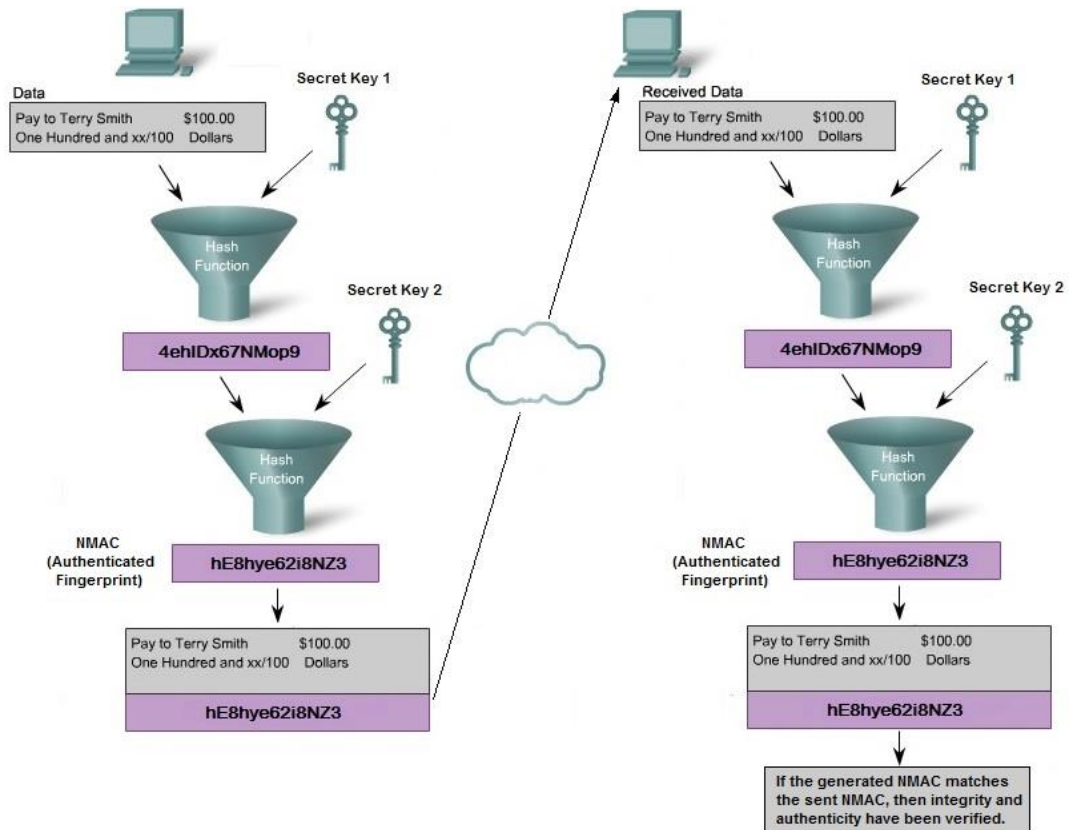 Secret Key 1
Data
Pay to Terry Smith $100.00
One Hundred and xx/100 Dollars
Hash
Function
Secret Key 2
4ehIDx67NMop9
Hash
Function
NMAC
(Authenticated
Fingerprint)
hE8hye62i8NZ3
Pay to Terry Smith $100.00
One Hundred and xx/100 Dollars
hE8hye62i8NZ3
Secret Key 1
Received Data
Pay to Terry Smith $100.00
One Hundred and xx/100 Dollars
Hash
Function
Secret Key 2
4ehIDx67NMop9
Hash
Function
NMAC
(Authenticated
Fingerprint)
hE8hye62i8NZ3
Pay to Terry Smith $100.00
One Hundred and xx/100 Dollars
hE8hye62i8NZ3
If the generated NMAC matches
the sent NMAC, then integrity and
authenticity have been verified.